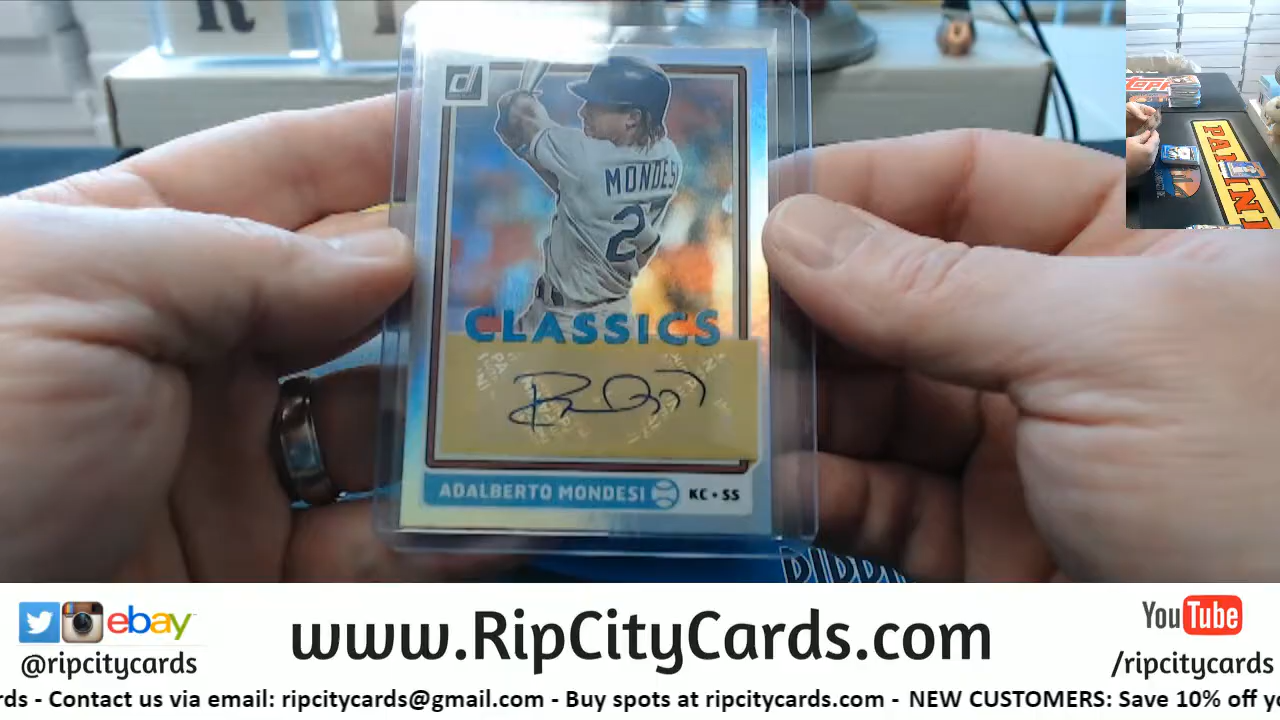 MONDESI
27
CLASSICS
ADALBERTO MONDESI KC • SS
PANINI
ebay
@ripcitycards
www.RipCityCards.com
YouTube
/ripcitycards
rds - Contact us via email: ripcitycards@gmail.com - Buy spots at ripcitycards.com - NEW CUSTOMERS: Save 10% off yo